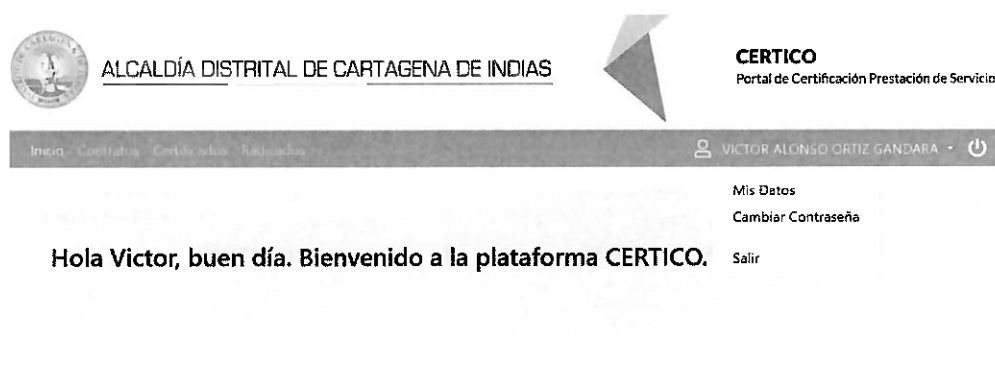 ALCALDÍA DISTRITAL DE CARTAGENA DE INDIAS
CERTICO
Portal de Certificación Prestación de Servicio
Inicio Contratos Certificados Radicados
VICTOR ALONSO ORTIZ GANDARA
Mis Datos
Cambiar Contraseña
Hola Victor, buen día. Bienvenido a la plataforma CERTICO.
Salir